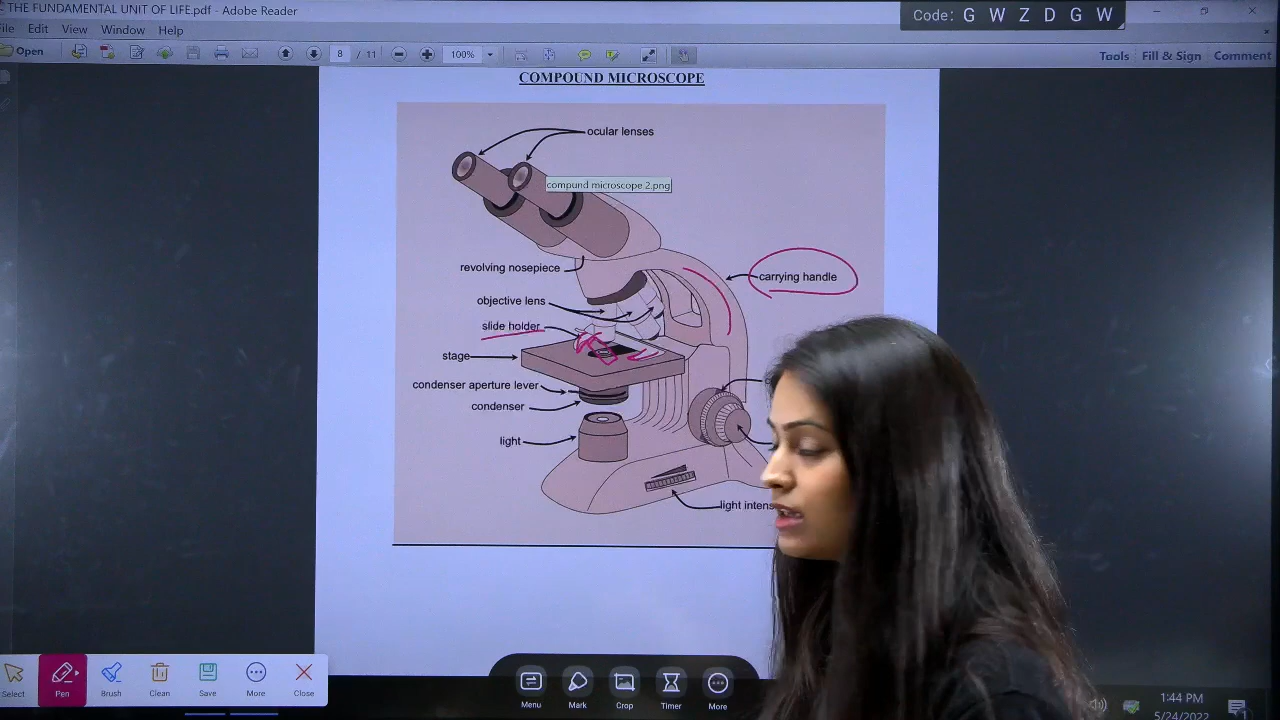 THE FUNDAMENTAL UNIT OF LIFE.pdf - Adobe Reader
Code: G W Z D G W
File Edit View Window Help
Open
8 / 11
100%
Tools Fill & Sign Comment
COMPOUND MICROSCOPE
ocular lenses
compund microscope 2.png
revolving nosepiece
carrying handle
objective lens
slide holder
stage
condenser aperture lever
condenser
light
light intens
Select Pen Brush Clean Save More Close
Menu Mark Crop Timer More
1:44 PM
5/24/2022